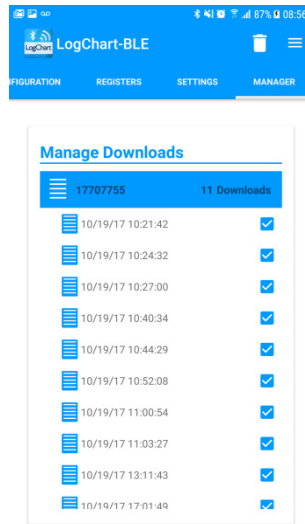 87% 08:56
LogChart LogChart-BLE
NFIGURATION REGISTERS SETTINGS MANAGER
Manage Downloads
17707755 11 Downloads
10/19/17 10:21:42
10/19/17 10:24:32
10/19/17 10:27:00
10/19/17 10:40:34
10/19/17 10:44:29
10/19/17 10:52:08
10/19/17 11:00:54
10/19/17 11:03:27
10/19/17 13:11:43
10/19/17 17:01:49